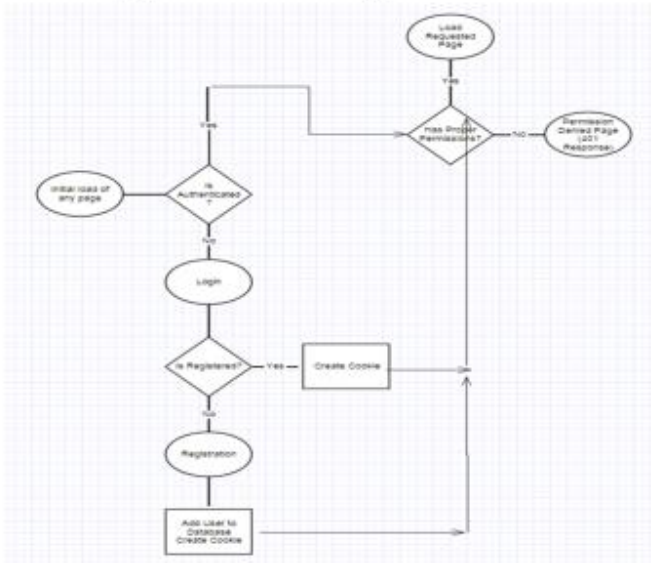 Load
Requested
Page
Yes
Has Proper
Permissions?
No
Permission
Denied Page
(401
Response)
Yes
Initial load of
any page
Is
Authenticated
?
No
Login
Is Registered?
Yes
Create Cookie
No
Registration
Add User to
Database
Create Cookie